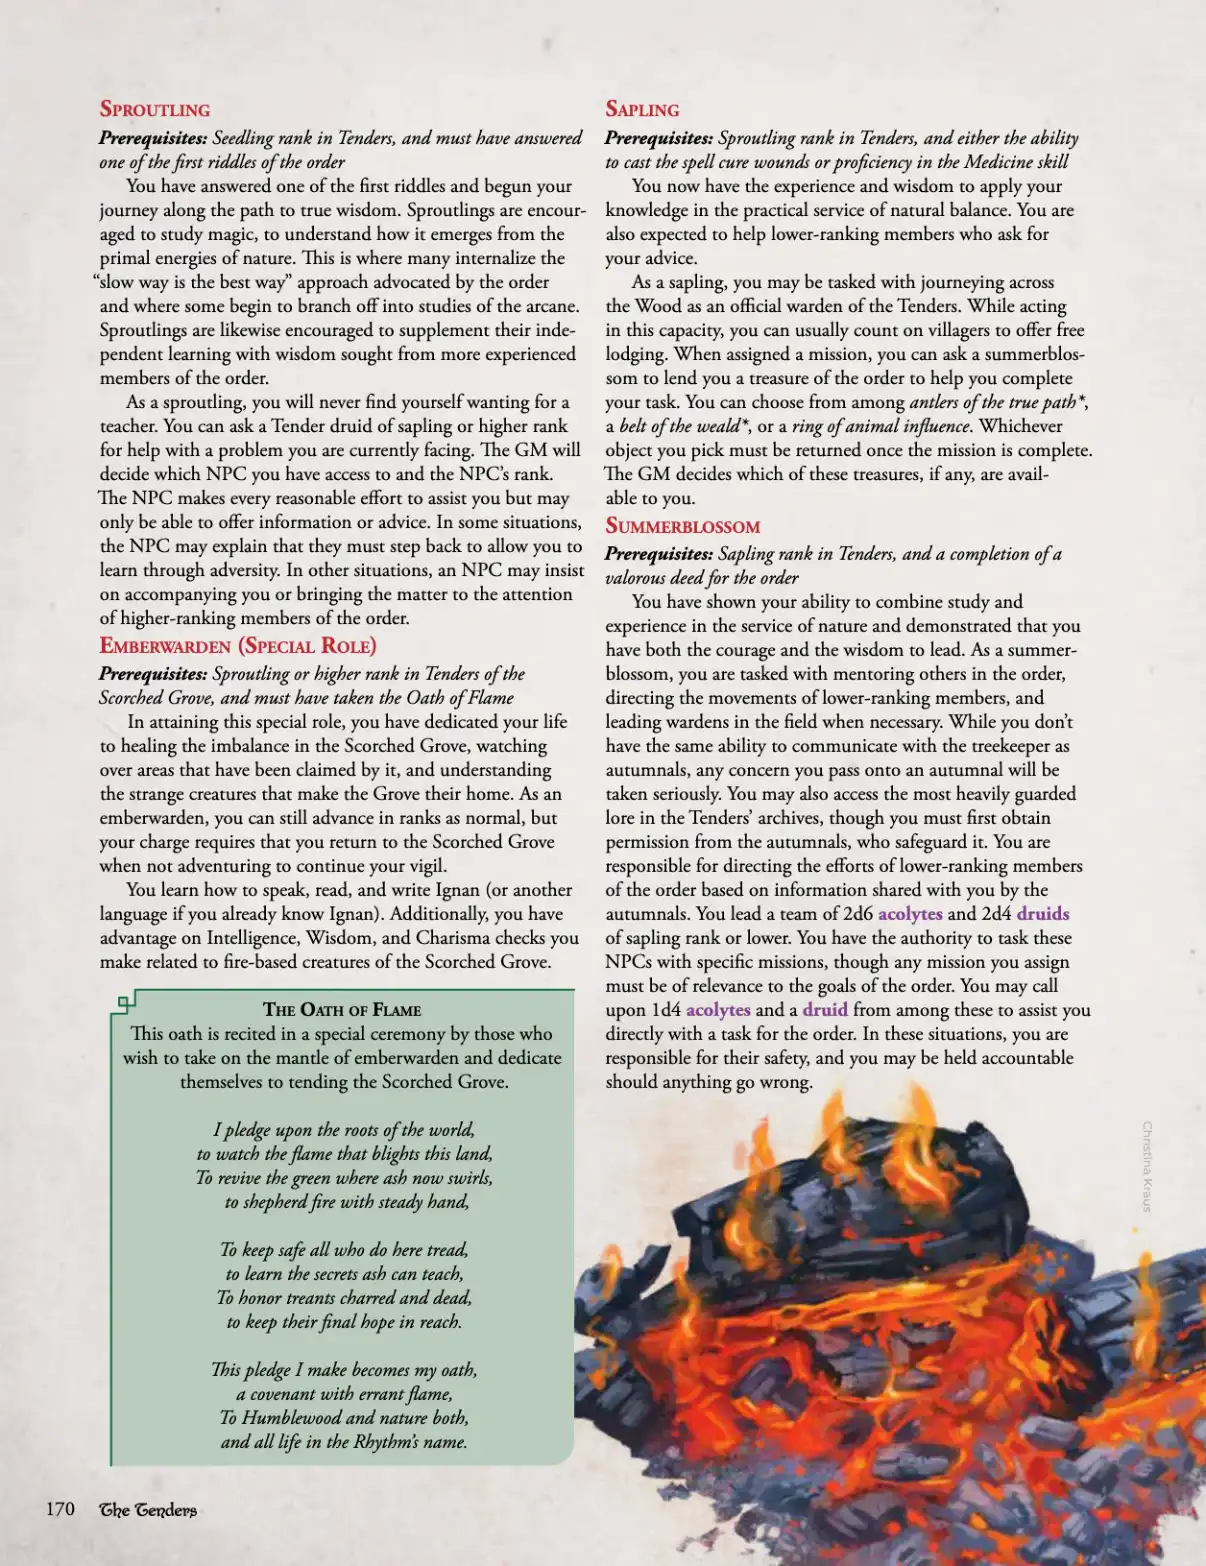 Sproutling
Prerequisites: Seedling rank in Tenders, and must have answered
one of the first riddles of the order
You have answered one of the first riddles and begun your
journey along the path to true wisdom. Sproutlings are encour-
aged to study magic, to understand how it emerges from the
primal energies of nature. This is where many internalize the
“slow way is the best way” approach advocated by the order
and where some begin to branch off into studies of the arcane.
Sproutlings are likewise encouraged to supplement their inde-
pendent learning with wisdom sought from more experienced
members of the order.
As a sproutling, you will never find yourself wanting for a
teacher. You can ask a Tender druid of sapling or higher rank
for help with a problem you are currently facing. The GM will
decide which NPC you have access to and the NPC’s rank.
The NPC makes every reasonable effort to assist you but may
only be able to offer information or advice. In some situations,
the NPC may explain that they must step back to allow you to
learn through adversity. In other situations, an NPC may insist
on accompanying you or bringing the matter to the attention
of higher-ranking members of the order.
Emberwarden (Special Role)
Prerequisites: Sproutling or higher rank in Tenders of the
Scorched Grove, and must have taken the Oath of Flame
In attaining this special role, you have dedicated your life
to healing the imbalance in the Scorched Grove, watching
over areas that have been claimed by it, and understanding
the strange creatures that make the Grove their home. As an
emberwarden, you can still advance in ranks as normal, but
your charge requires that you return to the Scorched Grove
when not adventuring to continue your vigil.
You learn how to speak, read, and write Ignan (or another
language if you already know Ignan). Additionally, you have
advantage on Intelligence, Wisdom, and Charisma checks you
make related to fire-based creatures of the Scorched Grove.
The Oath of Flame
This oath is recited in a special ceremony by those who
wish to take on the mantle of emberwarden and dedicate
themselves to tending the Scorched Grove.
I pledge upon the roots of the world,
to watch the flame that blights this land,
To revive the green where ash now swirls,
to shepherd fire with steady hand,
To keep safe all who do here tread,
to learn the secrets ash can teach,
To honor treants charred and dead,
to keep their final hope in reach.
This pledge I make becomes my oath,
a covenant with errant flame,
To Humblewood and nature both,
and all life in the Rhythm’s name.
Sapling
Prerequisites: Sproutling rank in Tenders, and either the ability
to cast the spell cure wounds or proficiency in the Medicine skill
You now have the experience and wisdom to apply your
knowledge in the practical service of natural balance. You are
also expected to help lower-ranking members who ask for
your advice.
As a sapling, you may be tasked with journeying across
the Wood as an official warden of the Tenders. While acting
in this capacity, you can usually count on villagers to offer free
lodging. When assigned a mission, you can ask a summerblos-
som to lend you a treasure of the order to help you complete
your task. You can choose from among antlers of the true path*,
a belt of the weald*, or a ring of animal influence. Whichever
object you pick must be returned once the mission is complete.
The GM decides which of these treasures, if any, are avail-
able to you.
Summerblossom
Prerequisites: Sapling rank in Tenders, and a completion of a
valorous deed for the order
You have shown your ability to combine study and
experience in the service of nature and demonstrated that you
have both the courage and the wisdom to lead. As a summer-
blossom, you are tasked with mentoring others in the order,
directing the movements of lower-ranking members, and
leading wardens in the field when necessary. While you don’t
have the same ability to communicate with the treekeeper as
autumnals, any concern you pass onto an autumnal will be
taken seriously. You may also access the most heavily guarded
lore in the Tenders’ archives, though you must first obtain
permission from the autumnals, who safeguard it. You are
responsible for directing the efforts of lower-ranking members
of the order based on information shared with you by the
autumnals. You lead a team of 2d6 acolytes and 2d4 druids
of sapling rank or lower. You have the authority to task these
NPCs with specific missions, though any mission you assign
must be of relevance to the goals of the order. You may call
upon 1d4 acolytes and a druid from among these to assist you
directly with a task for the order. In these situations, you are
responsible for their safety, and you may be held accountable
should anything go wrong.
Christina Kraus
170 The Tenders